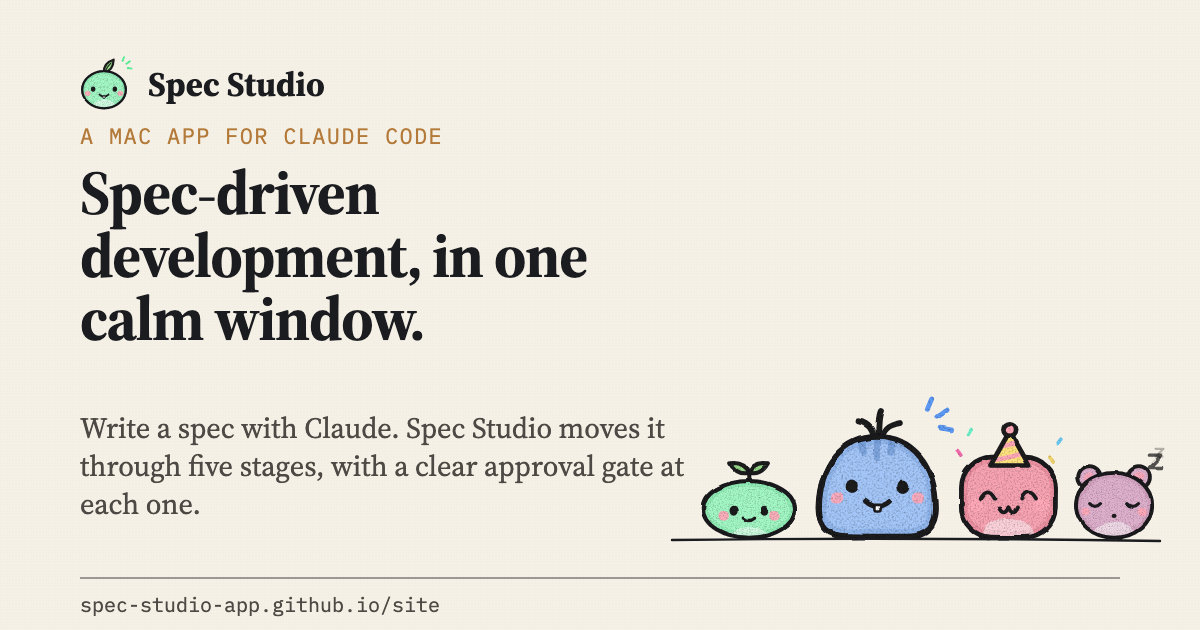 Spec Studio
A MAC APP FOR CLAUDE CODE
Spec-driven
development, in one
calm window.
Write a spec with Claude. Spec Studio moves it
through five stages, with a clear approval gate at
each one.
z
spec-studio-app.github.io/site